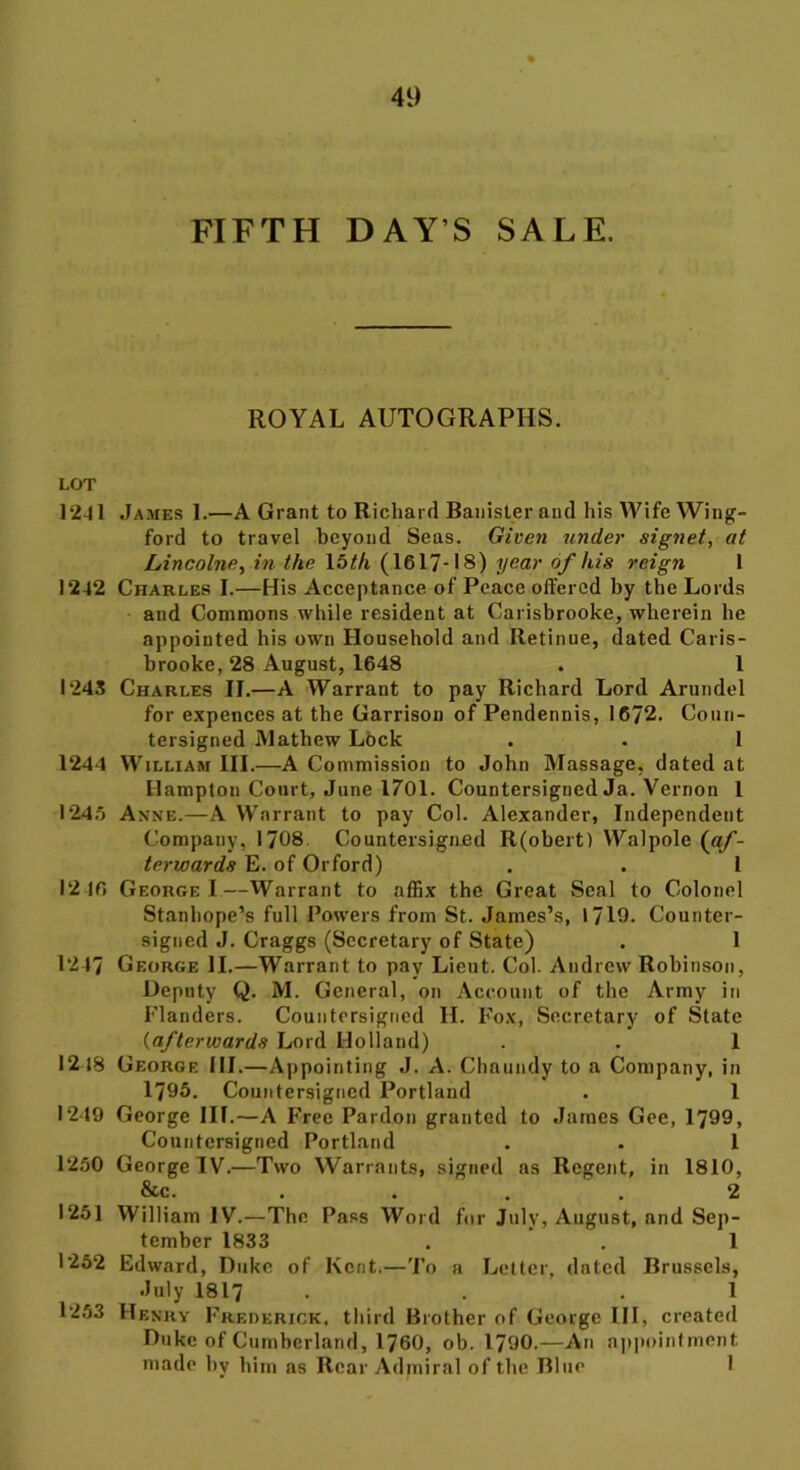 49
FIFTH DAY'S SALE.
ROYAL AUTOGRAPHS.
LOT
1241 James I.—A Grant to Richard Banister and his Wife Wing-
ford to travel beyond Seas. Given under signet, at
Lincolne, in the 15th (1617-18) year of his reign 1
1242 Charles I.—His Acceptance of Peace offered by the Lords
and Commons while resident at Carisbrooke, wherein he
appointed his own Household and Retinue, dated Caris-
brooke, 28 August, 1648 . 1
1243 Charles II.—A Warrant to pay Richard Lord Arundel
for expences at the Garrison of Pendennis, 1672. Coun-
tersigned Mathew Lock . . 1
1244 William III.—A Commission to John Massage, dated at
Hampton Court, June 1701. Countersigned Ja. Vernon 1
1245 Anne.—A Warrant to pay Col. Alexander, Independent
Company, 1708. Countersigned R(obert) Walpole (af-
terwards E. of Orford) . . 1
1246 George I—Warrant to affix the Great Seal to Colonel
Stanhope's full Powers from St. James's, 1719. Counter-
signed J. Craggs (Secretary of State) . 1
1247 George II.—Warrant to pay Lieut. Col. Andrew Robinson,
Deputy Q. M. General, on Account of the Army in
Flanders. Countersigned H. Fox, Secretary of State
(afterwards Lord Holland) . . 1
1248 George III.—Appointing J. A. Chaundy to a Company, in
1795. Countersigned Portland . 1
1249 George III.—A Free Pardon granted to James Gee, 1799,
Countersigned Portland . . 1
1250 George IV.—Two Warrants, signed as Regent, in 1810,
&c. . . . . 2
1251 William IV.—The Pass Word for July, August, and Sep-
tember 1833 . . 1
1252 Edward, Duke of Kent.—To a Letter, dated Brussels,
July 1817 . . . 1
1253 Henry Frederick, third Brother of George III, created
Duke of Cumberland, 1760, ob. 1790.—An appointment
made by him as Rear Admiral of the Blue 1